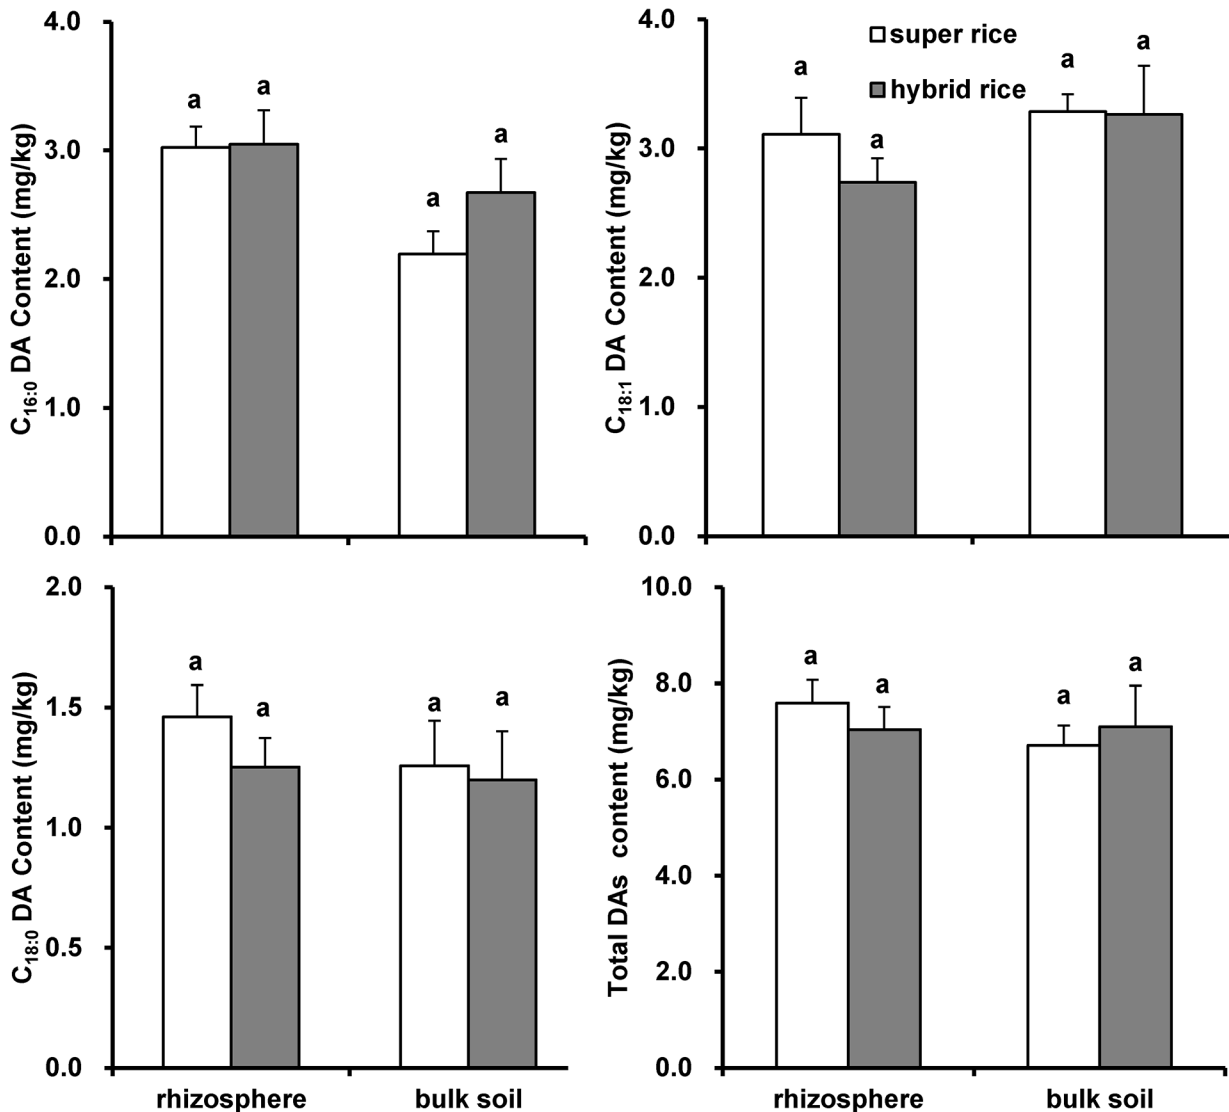 C16:0 DA Content (mg/kg)
4.0
3.0
2.0
1.0
0.0
a
a
a
a
C18:1 DA Content (mg/kg)
4.0
3.0
2.0
1.0
0.0
super rice
hybrid rice
a
a
a
a
C18:0 DA Content (mg/kg)
2.0
1.5
1.0
0.5
0.0
a
a
a
a
rhizosphere
bulk soil
Total DAs content (mg/kg)
10.0
8.0
6.0
4.0
2.0
0.0
a
a
a
a
rhizosphere
bulk soil